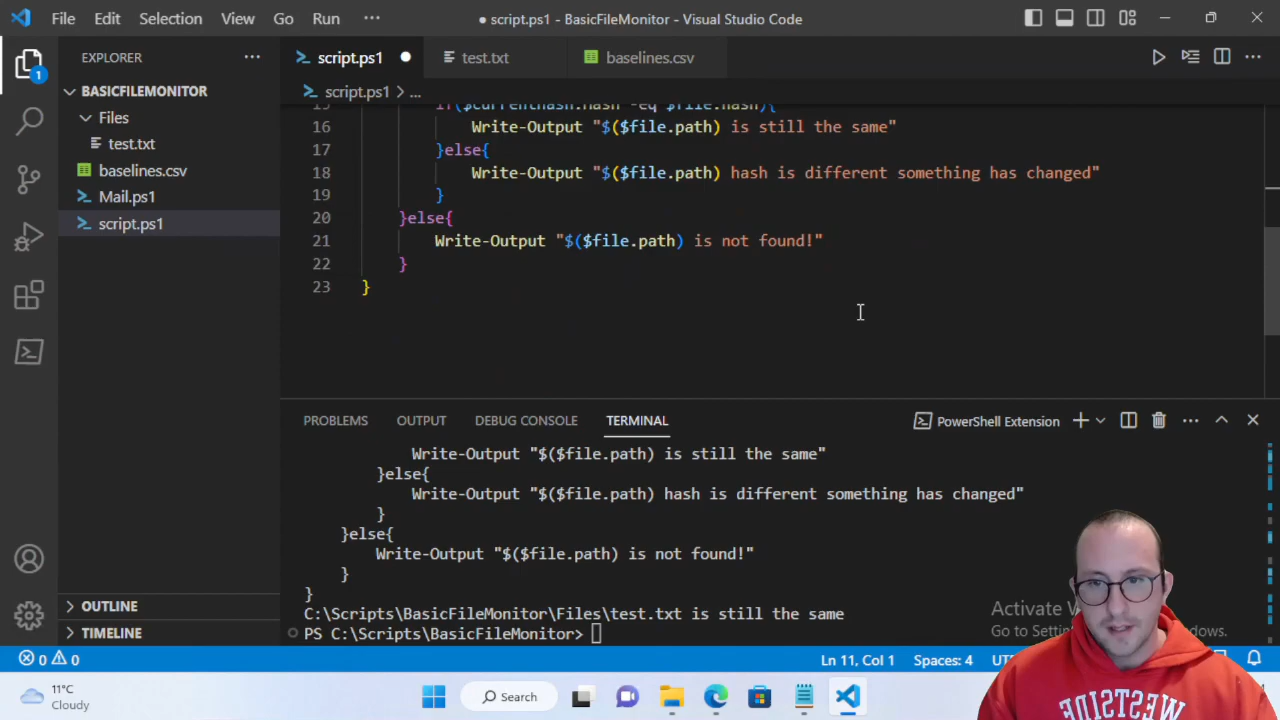 File Edit Selection View Go Run ··· ● script.ps1 - BasicFileMonitor - Visual Studio Code
EXPLORER ···
script.ps1 ● test.txt baselines.csv ···
1
BASICFILEMONITOR
Files
test.txt
baselines.csv
Mail.ps1
script.ps1
script.ps1 > ...
15 if($currenthash.hash -eq $file.hash){
16 Write-Output "$($file.path) is still the same"
17 }else{
18 Write-Output "$($file.path) hash is different something has changed"
19 }
20 }else{
21 Write-Output "$($file.path) is not found!"
22 }
23 }
PROBLEMS OUTPUT DEBUG CONSOLE TERMINAL PowerShell Extension ···
Write-Output "$($file.path) is still the same"
}else{
Write-Output "$($file.path) hash is different something has changed"
}
}else{
Write-Output "$($file.path) is not found!"
}
}
C:\Scripts\BasicFileMonitor\Files\test.txt is still the same
PS C:\Scripts\BasicFileMonitor>
OUTLINE
TIMELINE
Activate
Go to
0 0 Ln 11, Col 1 Spaces: 4
11°C
Cloudy
Search
WESTSIDE